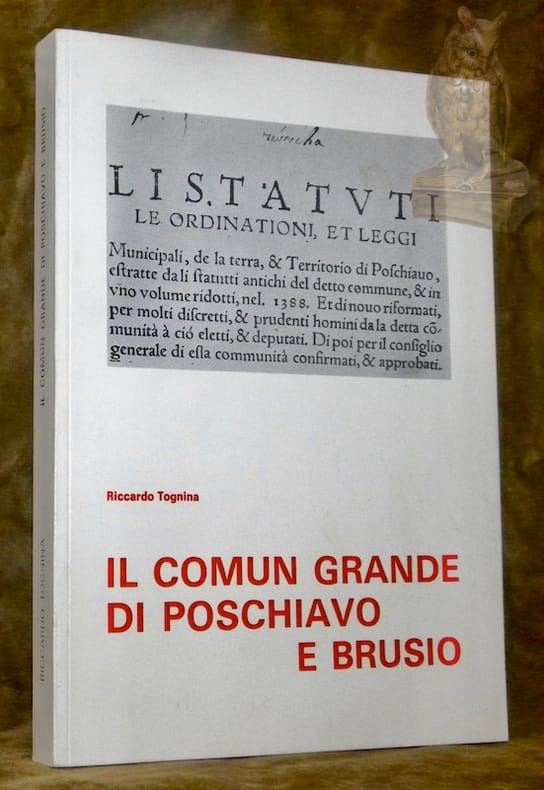 LI STATVTI
LE ORDINATIONI, ET LEGGI
Municipali, de la terra, & Territorio di Poſchiauo,
eſtratte da li ſtatutti antichi del detto commune, & in
vno volume ridotti, nel. 1388. Et di nouo riformati,
per molti diſcreti, & prudenti homini da la detta cō-
munità à ció eletti, & deputati. Di poi per il conſiglio
generale di eſſa communità confirmati, & approbati.
Riccardo Tognina
IL COMUN GRANDE
DI POSCHIAVO
E BRUSIO
RICCARDO TOGNINA
IL COMUN GRANDE DI POSCHIAVO E BRUSIO